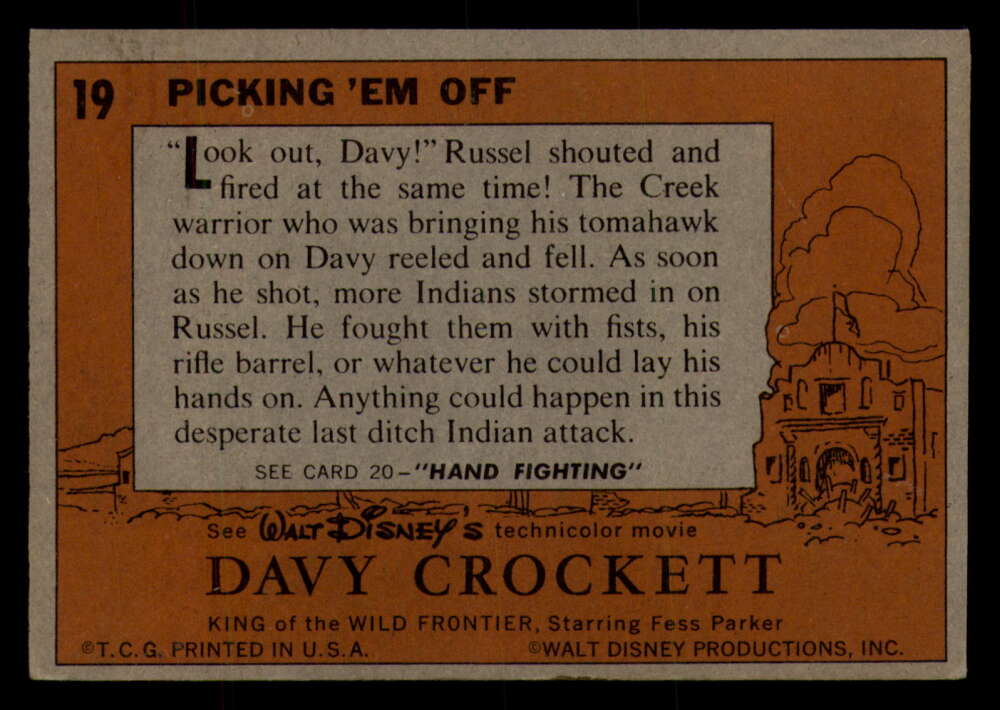 19 PICKING 'EM OFF
"Look out, Davy!" Russel shouted and
fired at the same time! The Creek
warrior who was bringing his tomahawk
down on Davy reeled and fell. As soon
as he shot, more Indians stormed in on
Russel. He fought them with fists, his
rifle barrel, or whatever he could lay his
hands on. Anything could happen in this
desperate last ditch Indian attack.
SEE CARD 20-"HAND FIGHTING"
See WALT DISNEY'S technicolor movie
DAVY CROCKETT
KING of the WILD FRONTIER, Starring Fess Parker
©T.C.G. PRINTED IN U.S.A. ©WALT DISNEY PRODUCTIONS, INC.